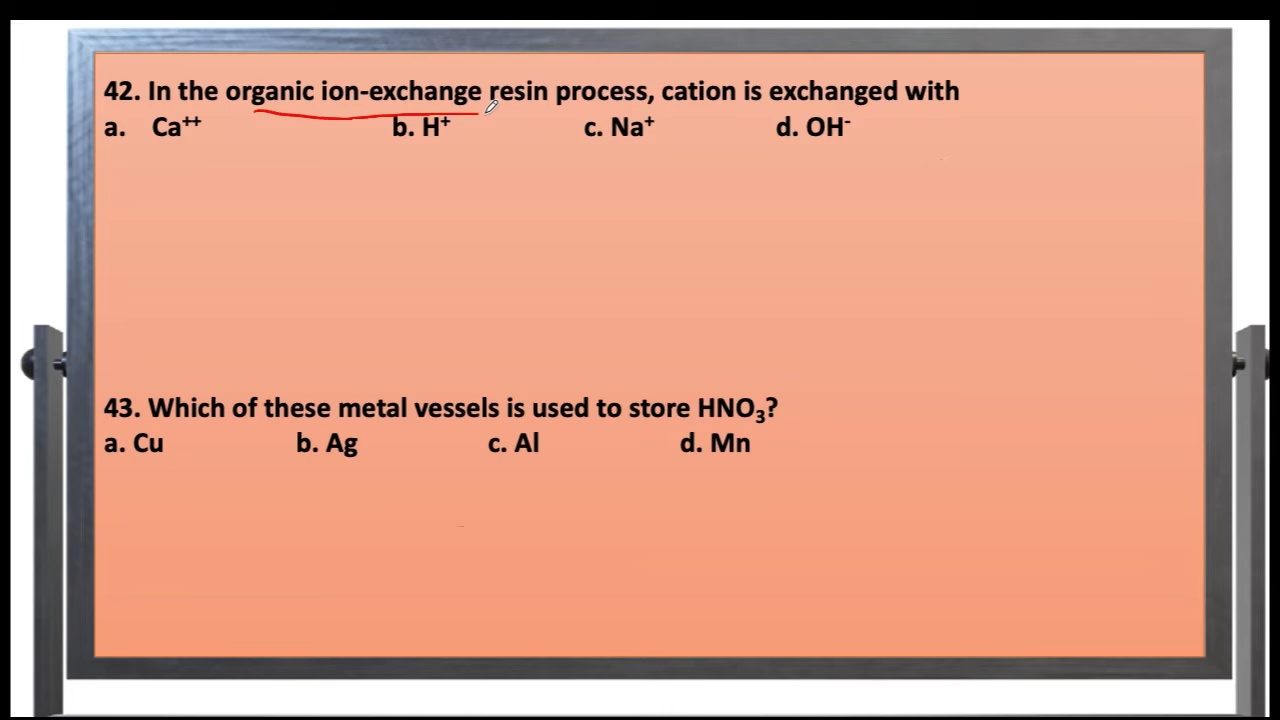 42. In the organic ion-exchange resin process, cation is exchanged with
a. Ca⁺⁺ b. H⁺ c. Na⁺ d. OH⁻
43. Which of these metal vessels is used to store HNO₃?
a. Cu b. Ag c. Al d. Mn